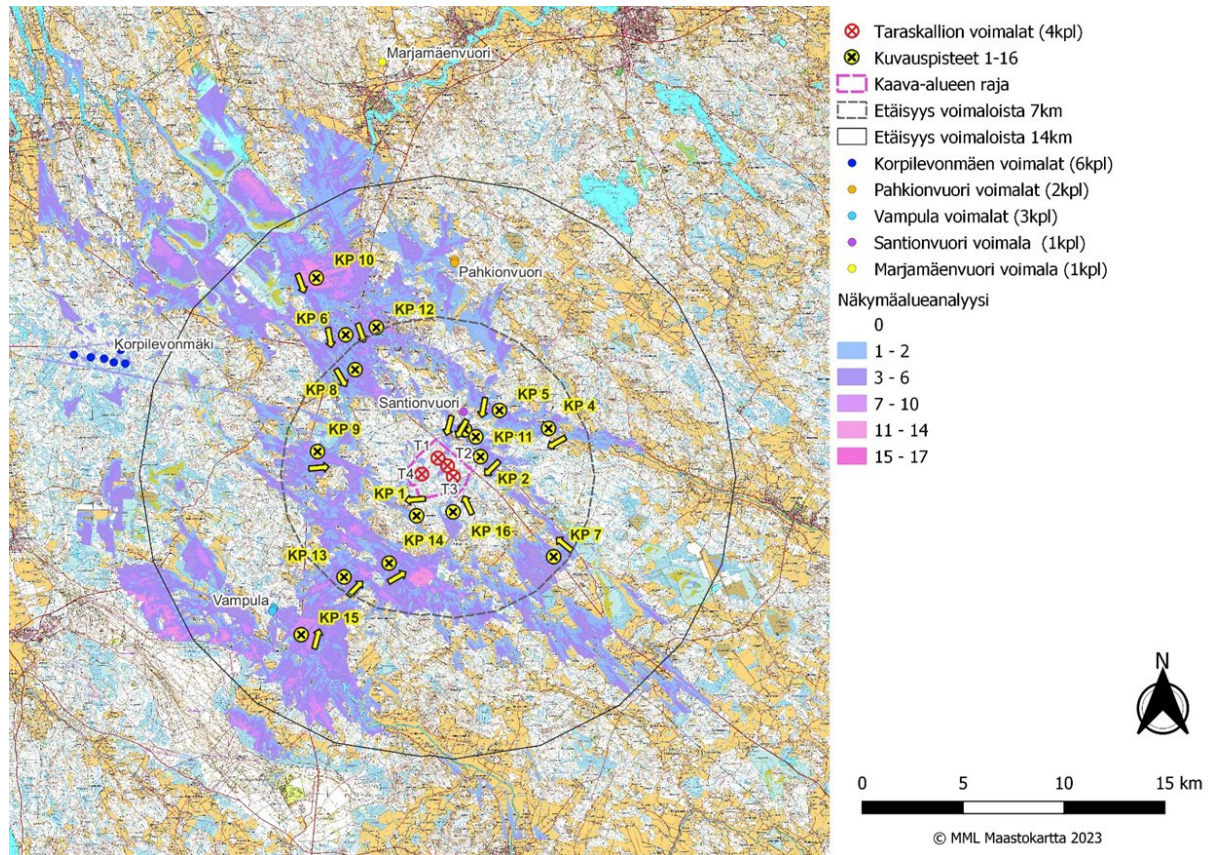 Marjamäenvuori
KP 10
Pahkionvuori
KP 6
KP 12
Korpilevonmäki
KP 8
Santionvuori
KP 5
KP 4
KP 9
T1
KP 11
T2
T4
KP 2
T3
KP 1
KP 16
KP 7
KP 14
KP 13
Vampula
KP 15
Taraskallion voimalat (4kpl)
Kuvauspisteet 1-16
Kaava-alueen raja
Etäisyys voimaloista 7km
Etäisyys voimaloista 14km
Korpilevonmäen voimalat (6kpl)
Pahkionvuori voimalat (2kpl)
Vampula voimalat (3kpl)
Santionvuori voimala (1kpl)
Marjamäenvuori voimala (1kpl)
Näkymäalueanalyysi
0
1 - 2
3 - 6
7 - 10
11 - 14
15 - 17
N
0 5 10 15 km
© MML Maastokartta 2023